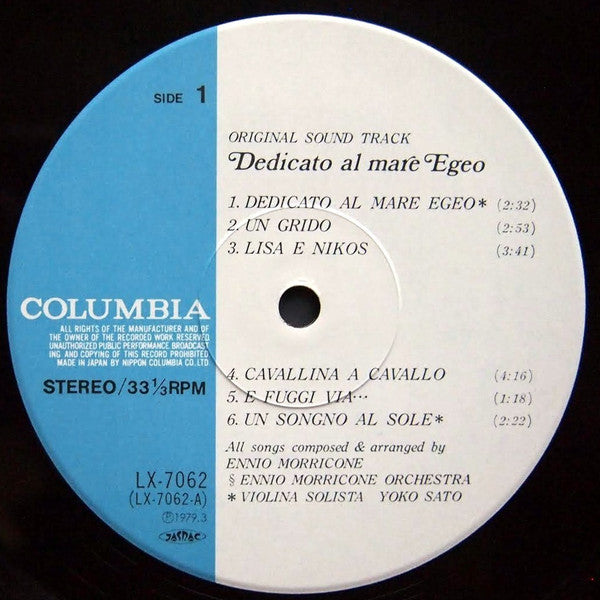 SIDE 1
ORIGINAL SOUND TRACK
Dedicato al mare Egeo
1. DEDICATO AL MARE EGEO* (2:32)
2. UN GRIDO (2:53)
3. LISA E NIKOS (3:41)
COLUMBIA
ALL RIGHTS OF THE MANUFACTURER AND OF
THE OWNER OF THE RECORDED WORK RESERVED.
UNAUTHORIZED PUBLIC PERFORMANCE BROADCAST
ING AND COPYING OF THIS RECORD PROHIBITED
MADE IN JAPAN BY NIPPON COLUMBIA CO.LTD.
STEREO/33 1/3 RPM
4. CAVALLINA A CAVALLO (4:16)
5. E FUGGI VIA… (1:18)
6. UN SONGNO AL SOLE* (2:22)
All songs composed & arranged by
ENNIO MORRICONE
§ ENNIO MORRICONE ORCHESTRA
* VIOLINA SOLISTA YOKO SATO
LX-7062
(LX-7062-A)
Ⓟ1979.3
JASRAC